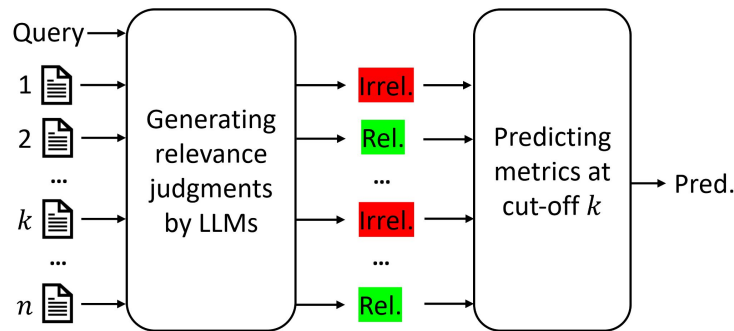 Query
1
2
...
k
...
n
Generating
relevance
judgments
by LLMs
Irrel.
Rel.
...
Irrel.
...
Rel.
Predicting
metrics at
cut-off k
Pred.